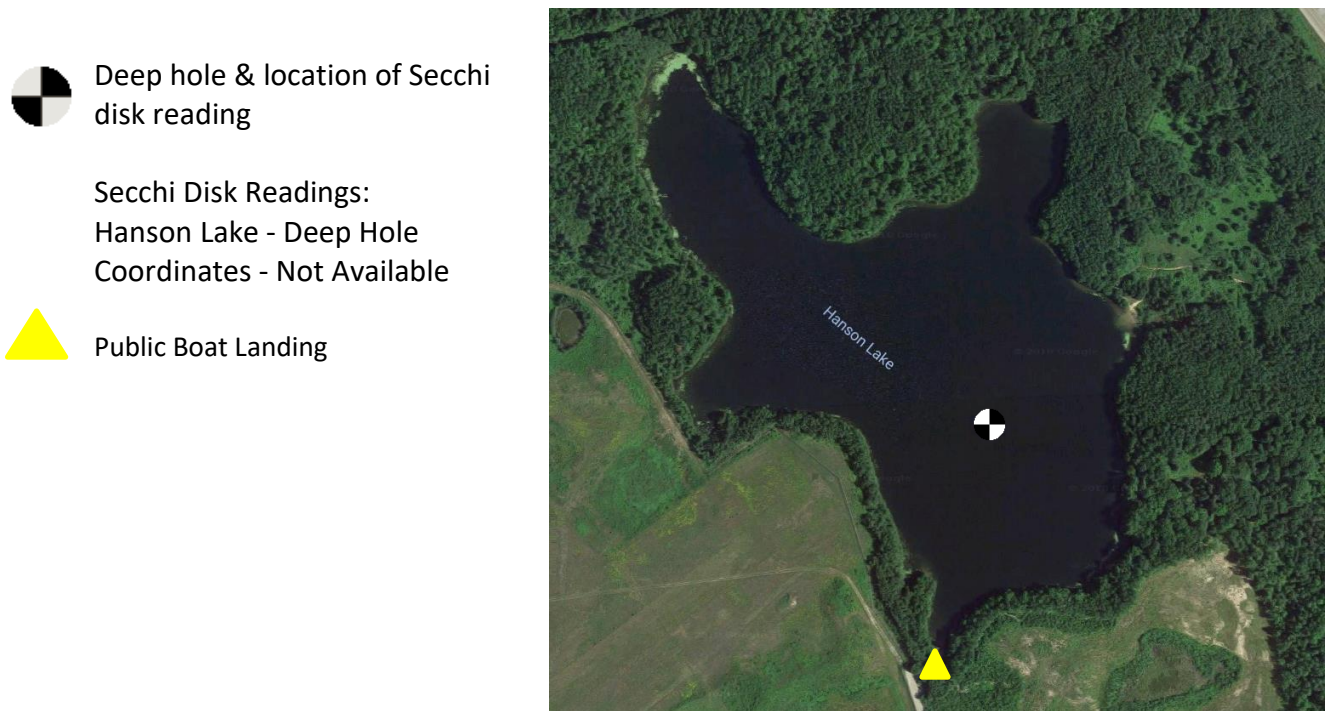 Deep hole & location of Secchi
disk reading
Secchi Disk Readings:
Hanson Lake - Deep Hole
Coordinates - Not Available
Public Boat Landing
Hanson Lake